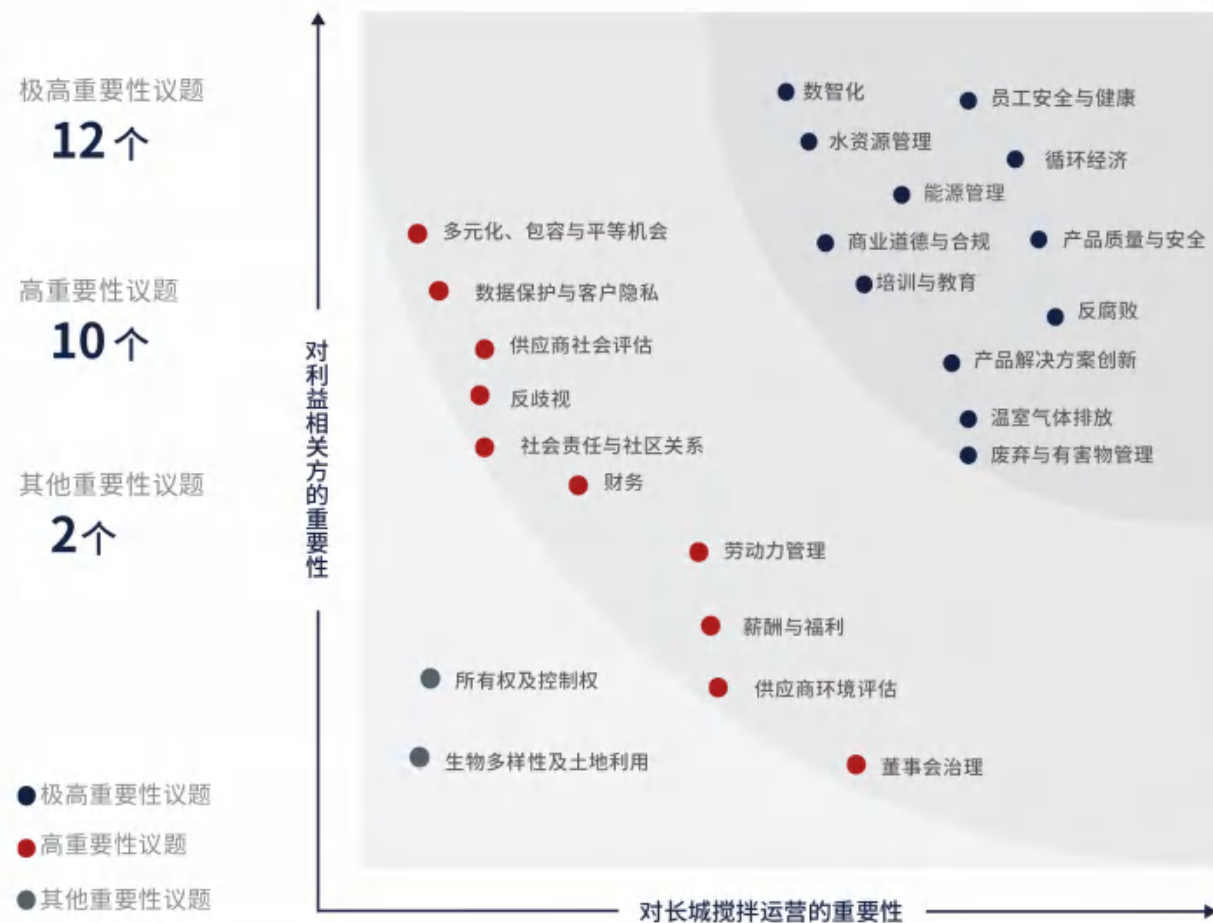 极高重要性议题
12 个
高重要性议题
10 个
其他重要性议题
2个
极高重要性议题
高重要性议题
其他重要性议题
对利益相关方的重要性
数智化
员工安全与健康
水资源管理
循环经济
能源管理
多元化、包容与平等机会
商业道德与合规
产品质量与安全
培训与教育
数据保护与客户隐私
反腐败
供应商社会评估
产品解决方案创新
反歧视
温室气体排放
社会责任与社区关系
废弃与有害物管理
财务
劳动力管理
薪酬与福利
所有权及控制权
供应商环境评估
生物多样性及土地利用
董事会治理
对长城搅拌运营的重要性